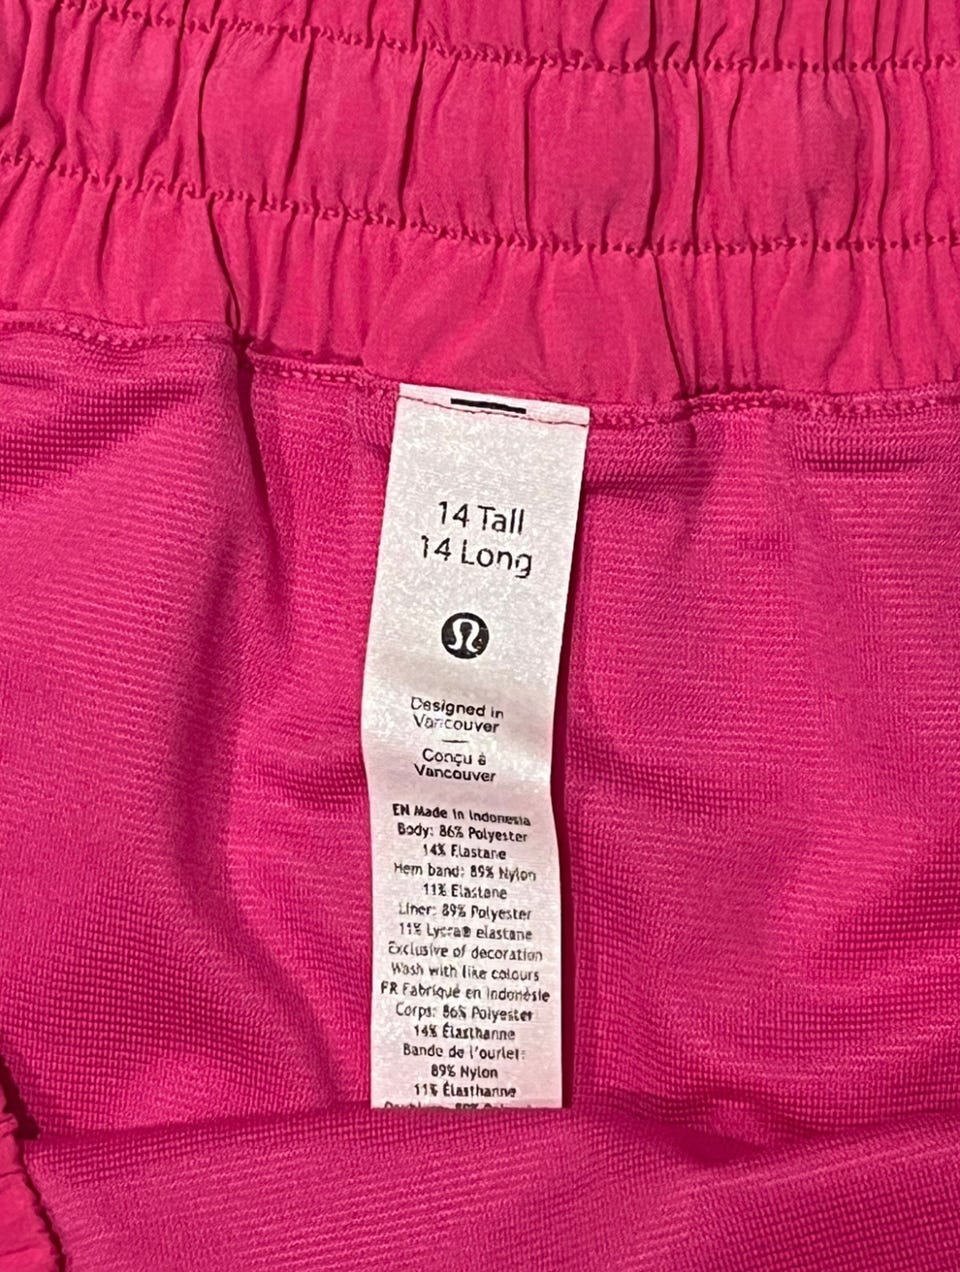 14 Tall
14 Long
Designed in
Vancouver
Conçu à
Vancouver
EN Made in Indonesia
Body: 86% Polyester
14% Elastane
Hem band: 89% Nylon
11% Elastane
Liner: 89% Polyester
11% Lycra® elastane
Exclusive of decoration
Wash with like colours
FR Fabriqué en Indonésie
Corps: 86% Polyester
14% Élasthanne
Bande de l'ourlet:
89% Nylon
11% Élasthanne